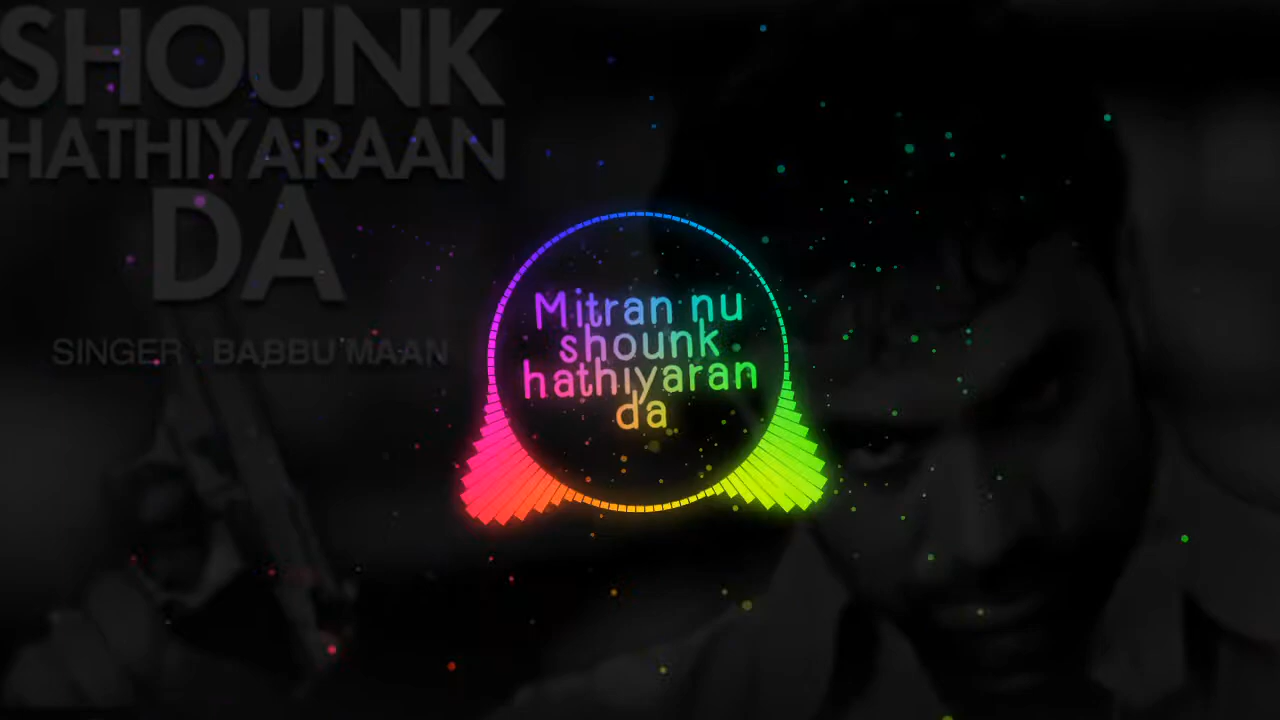 SHOUNK
HATHIYARAAN
DA
SINGER : BABBU MAAN
Mitran nu
shounk
hathiyaran
da